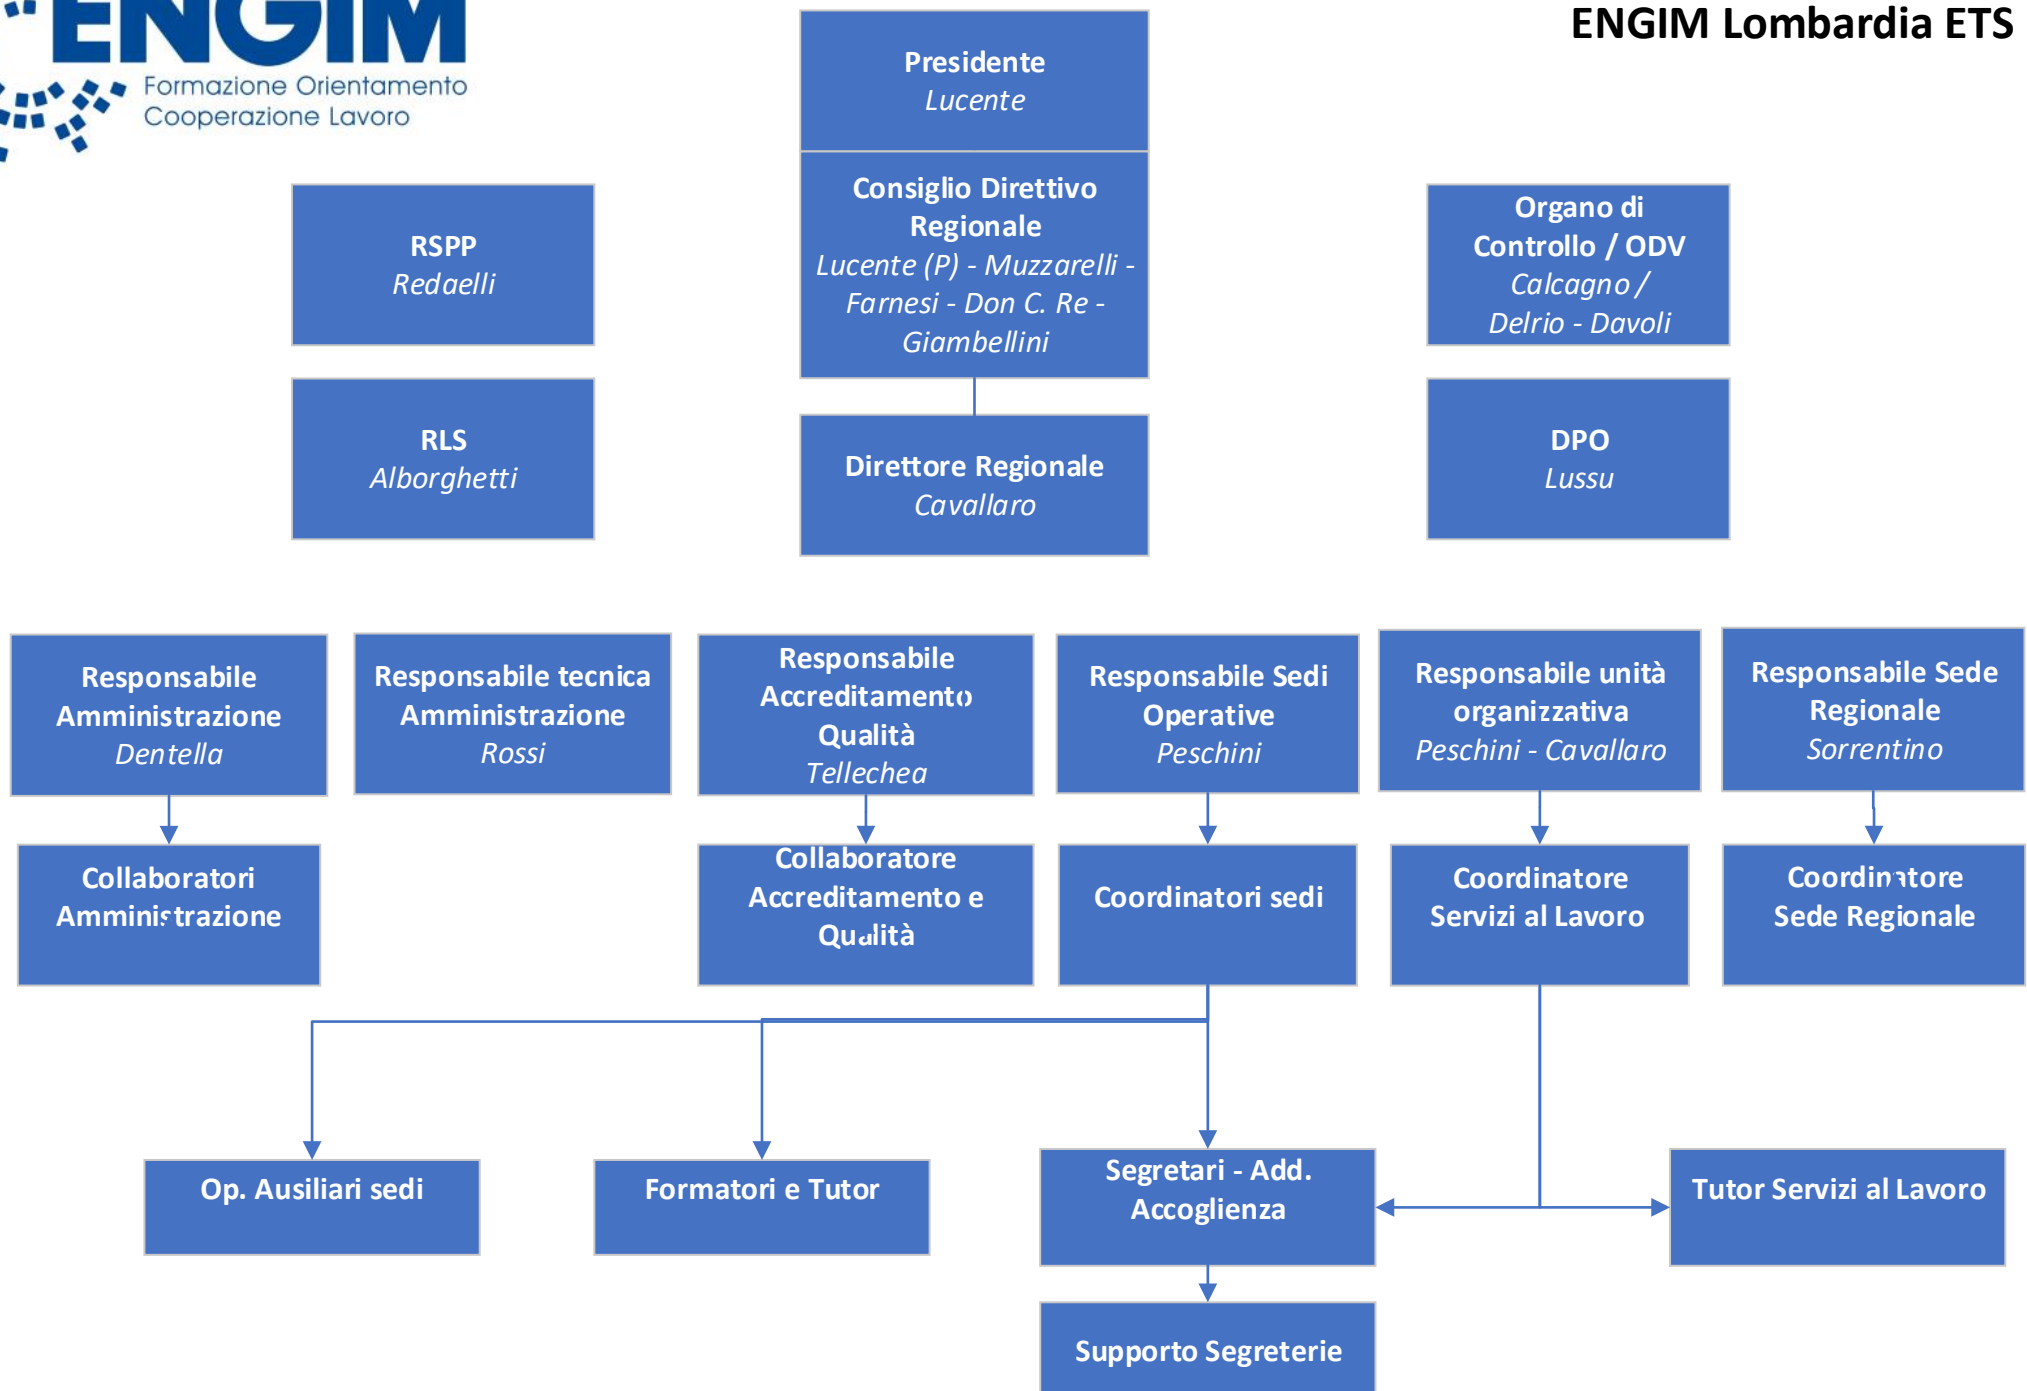 ENGIM
Formazione Orientamento
Cooperazione Lavoro
ENGIM Lombardia ETS
Presidente
Lucente
Consiglio Direttivo
Regionale
Lucente (P) - Muzzarelli -
Farnesi - Don C. Re -
Giambellini
RSPP
Redaelli
Organo di
Controllo / ODV
Calcagno /
Delrio - Davoli
RLS
Alborghetti
Direttore Regionale
Cavallaro
DPO
Lussu
Responsabile
Amministrazione
Dentella
Responsabile tecnica
Amministrazione
Rossi
Responsabile
Accreditamento
Qualità
Tellechea
Responsabile Sedi
Operative
Peschini
Responsabile unità
organizzativa
Peschini - Cavallaro
Responsabile Sede
Regionale
Sorrentino
Collaboratori
Amministrazione
Collaboratore
Accreditamento e
Qualità
Coordinatori sedi
Coordinatore
Servizi al Lavoro
Coordinatore
Sede Regionale
Op. Ausiliari sedi
Formatori e Tutor
Segretari - Add.
Accoglienza
Tutor Servizi al Lavoro
Supporto Segreterie